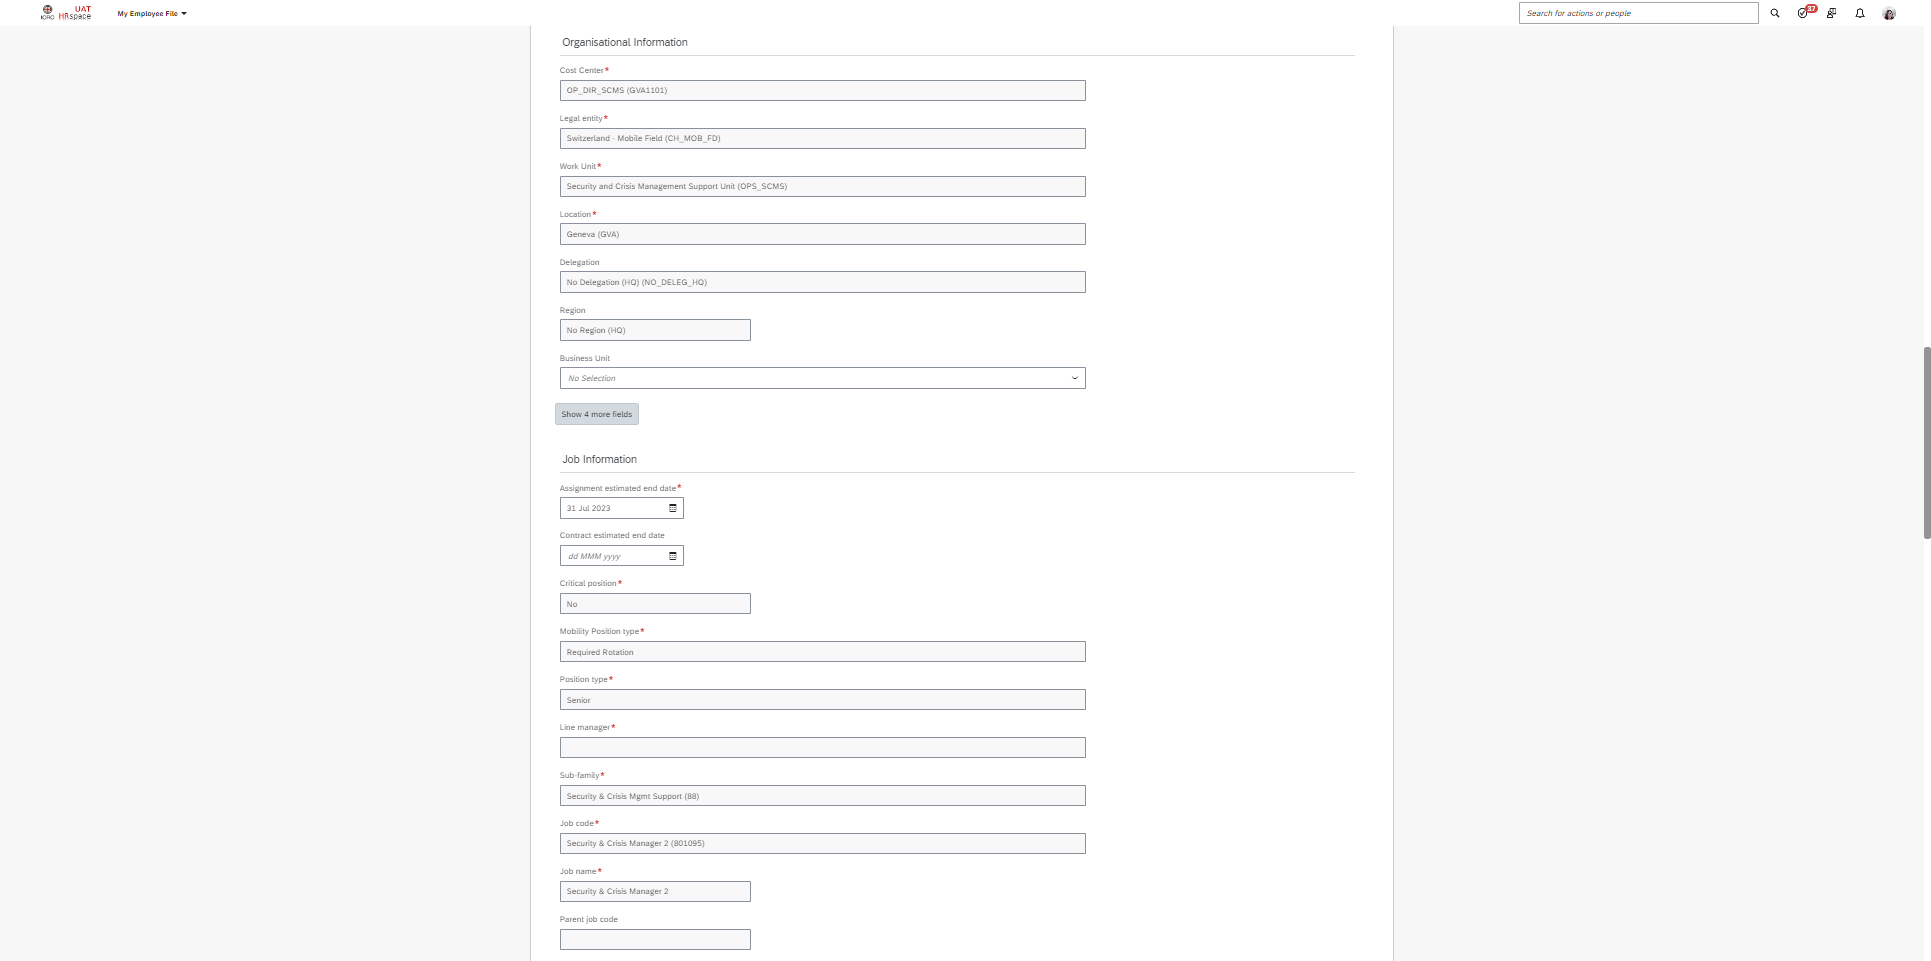 ICRC
UAT
HRspace
My Employee File
Search for actions or people
37
Organisational Information
Cost Center*
OP_DIR_SCMS (GVA1101)
Legal entity*
Switzerland - Mobile Field (CH_MOB_FD)
Work Unit*
Security and Crisis Management Support Unit (OPS_SCMS)
Location*
Geneva (GVA)
Delegation
No Delegation (HQ) (NO_DELEG_HQ)
Region
No Region (HQ)
Business Unit
No Selection
Show 4 more fields
Job Information
Assignment estimated end date*
31 Jul 2023
Contract estimated end date
dd MMM yyyy
Critical position*
No
Mobility Position type*
Required Rotation
Position type*
Senior
Line manager*
Sub-family*
Security & Crisis Mgmt Support (88)
Job code*
Security & Crisis Manager 2 (801095)
Job name*
Security & Crisis Manager 2
Parent job code